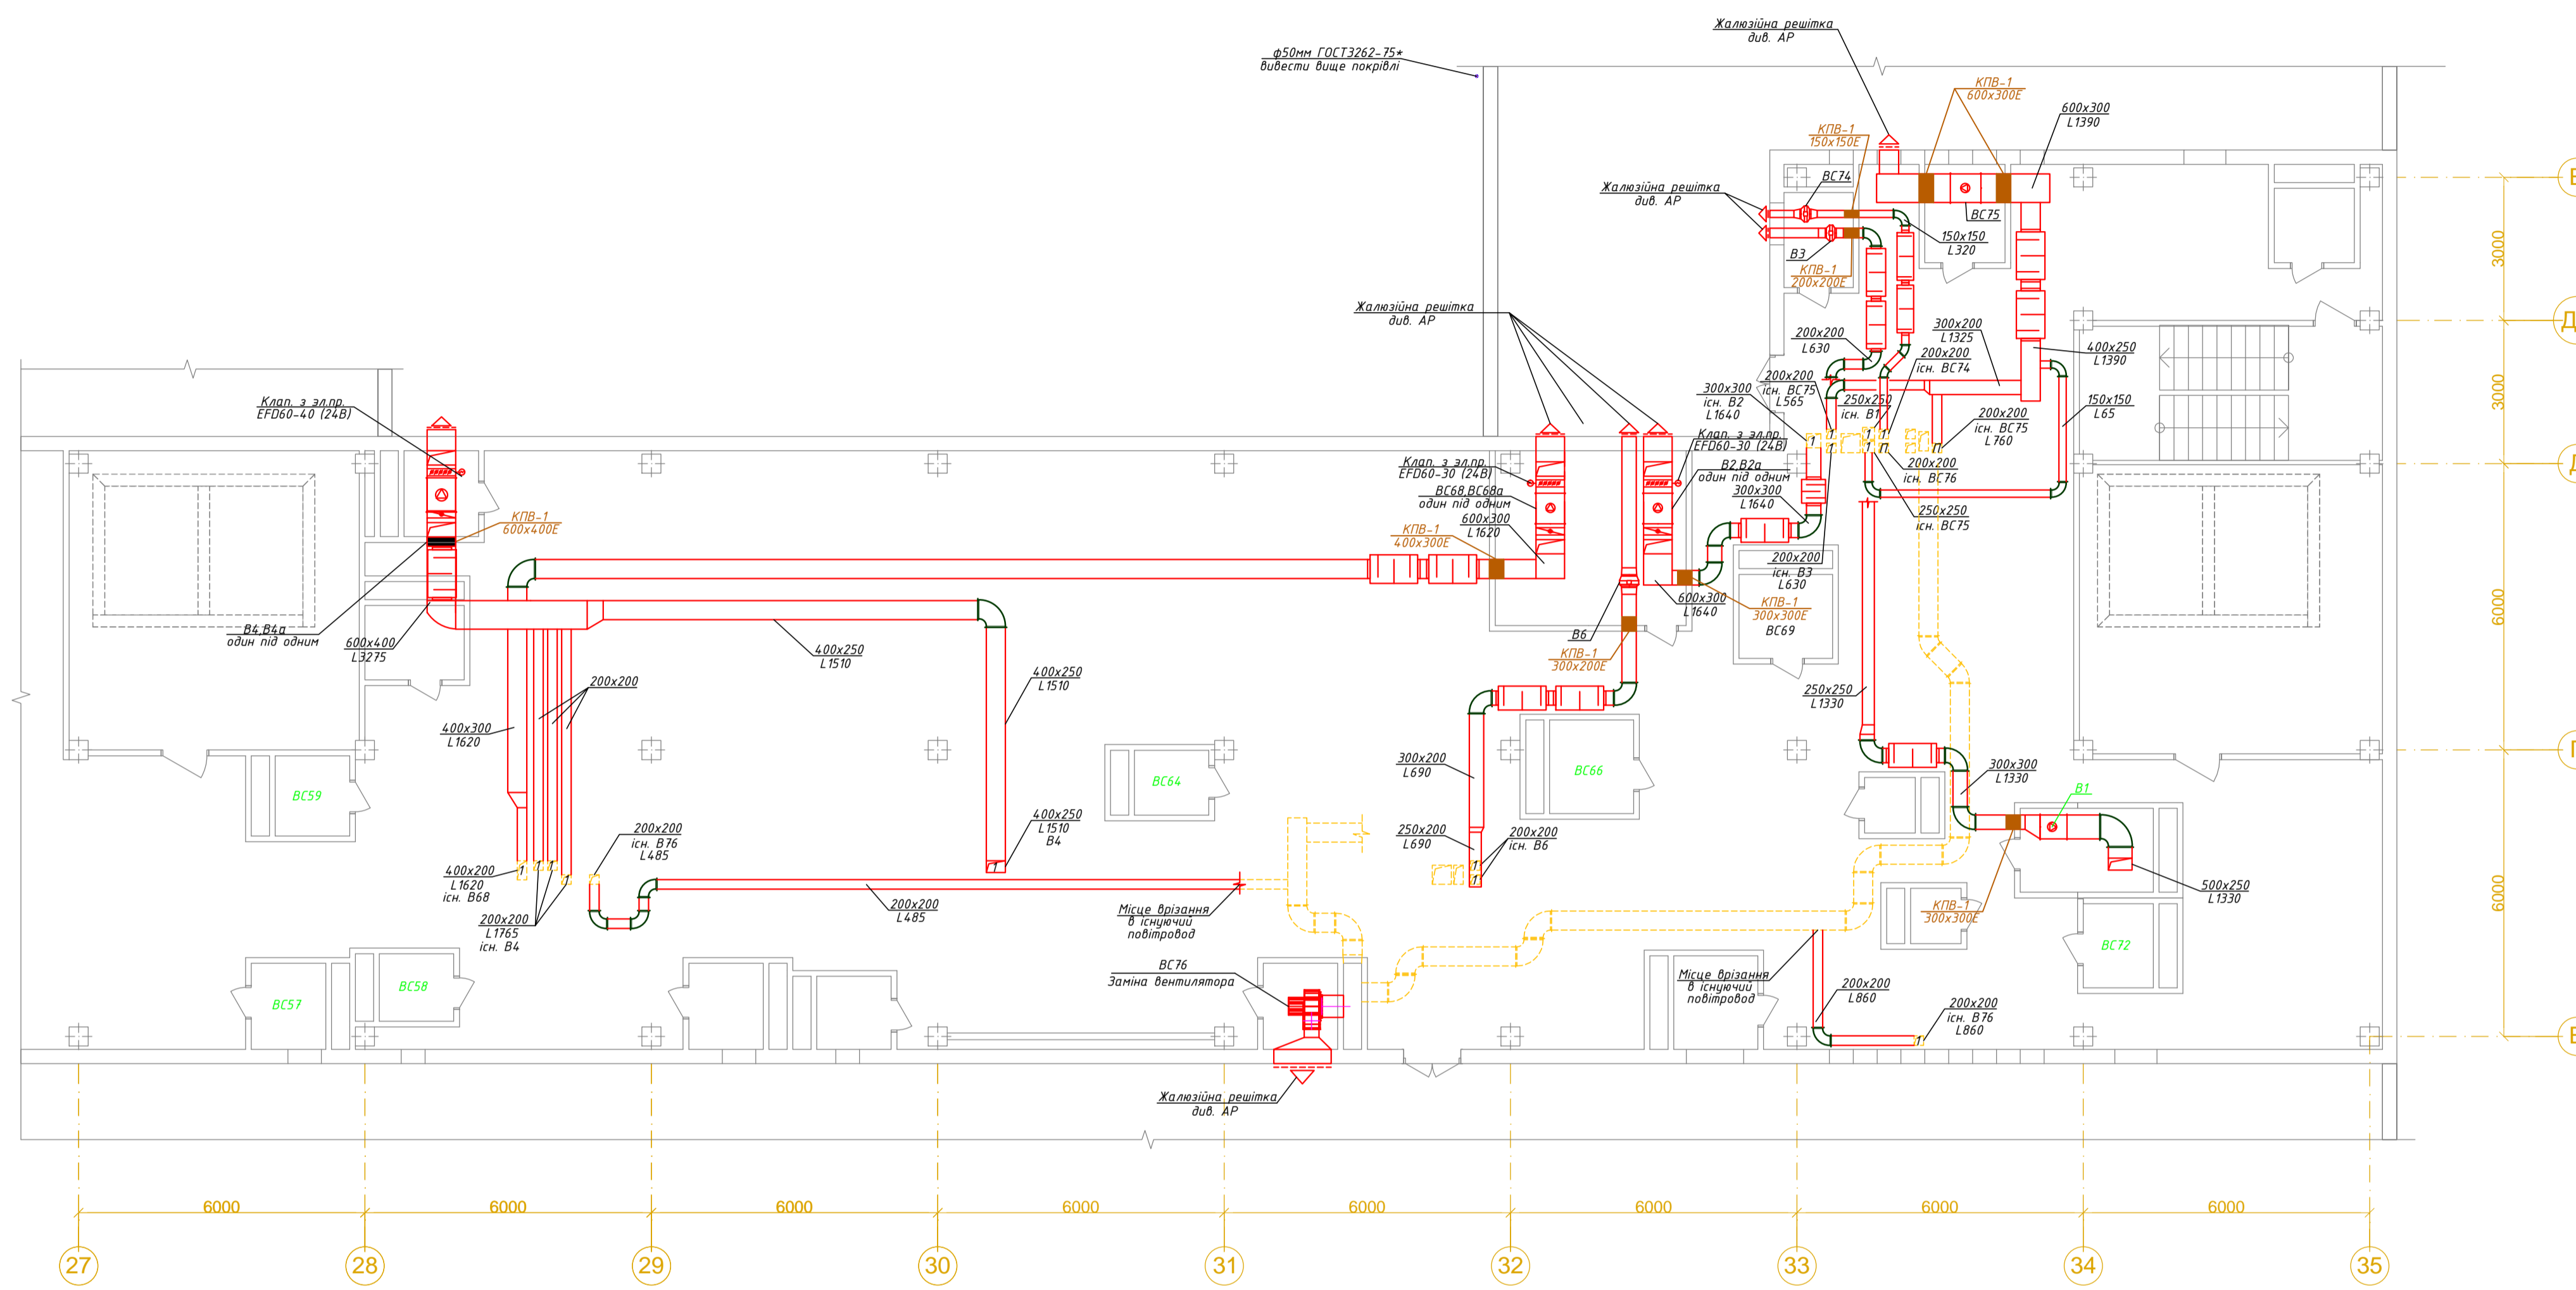 Жалюзійна решітка
див. АР
ф50мм ГОСТ3262-75*
вивести вище покрівлі
КПВ-1
600х300Е
600х300
L1390
КПВ-1
150х150Е
ВС74
Жалюзійна решітка
див. АР
ВС75
150х150
L320
В3
КПВ-1
200х200Е
3000
Жалюзійна решітка
див. АР
200х200
L630
300х200
L1325
200х200
існ. ВС74
400х250
L1390
200х200
існ. ВС75
L565
300х300
існ. В2
L1640
250х250
існ. В1
150х150
L65
200х200
існ. ВС75
L760
3000
Клап. з эл.пр.
EFD60-40 (24В)
Клап. з эл.пр.
EFD60-30 (24В)
Клап. з эл.пр.
EFD60-30 (24В)
В2,В2а
один під одним
ВС68,ВС68а
один під одним
300х300
L1640
200х200
існ. ВС76
250х250
існ. ВС75
600х300
L1620
КПВ-1
400х300Е
КПВ-1
600х400Е
200х200
існ. В3
L630
600х300
L1640
КПВ-1
300х300Е
ВС69
6000
В4,В4а
один під одним
600х400
L3275
400х250
L1510
В6
КПВ-1
300х200Е
400х250
L1510
200х200
250х250
L1330
400х300
L1620
300х200
L690
ВС59
ВС64
ВС66
300х300
L1330
В1
400х250
L1510
В4
200х200
існ. В76
L485
250х200
L690
200х200
існ. В6
400х200
L1620
існ. В68
200х200
L1765
існ. В4
200х200
L485
Місце врізання
в існуючий
повітровод
500х250
L1330
КПВ-1
300х300Е
6000
ВС72
ВС57
ВС58
ВС76
Заміна вентилятора
Місце врізання
в існуючий
повітровод
200х200
L860
200х200
існ. В76
L860
Жалюзійна решітка
див. АР
6000 6000 6000 6000 6000 6000 6000 6000
27 28 29 30 31 32 33 34 35